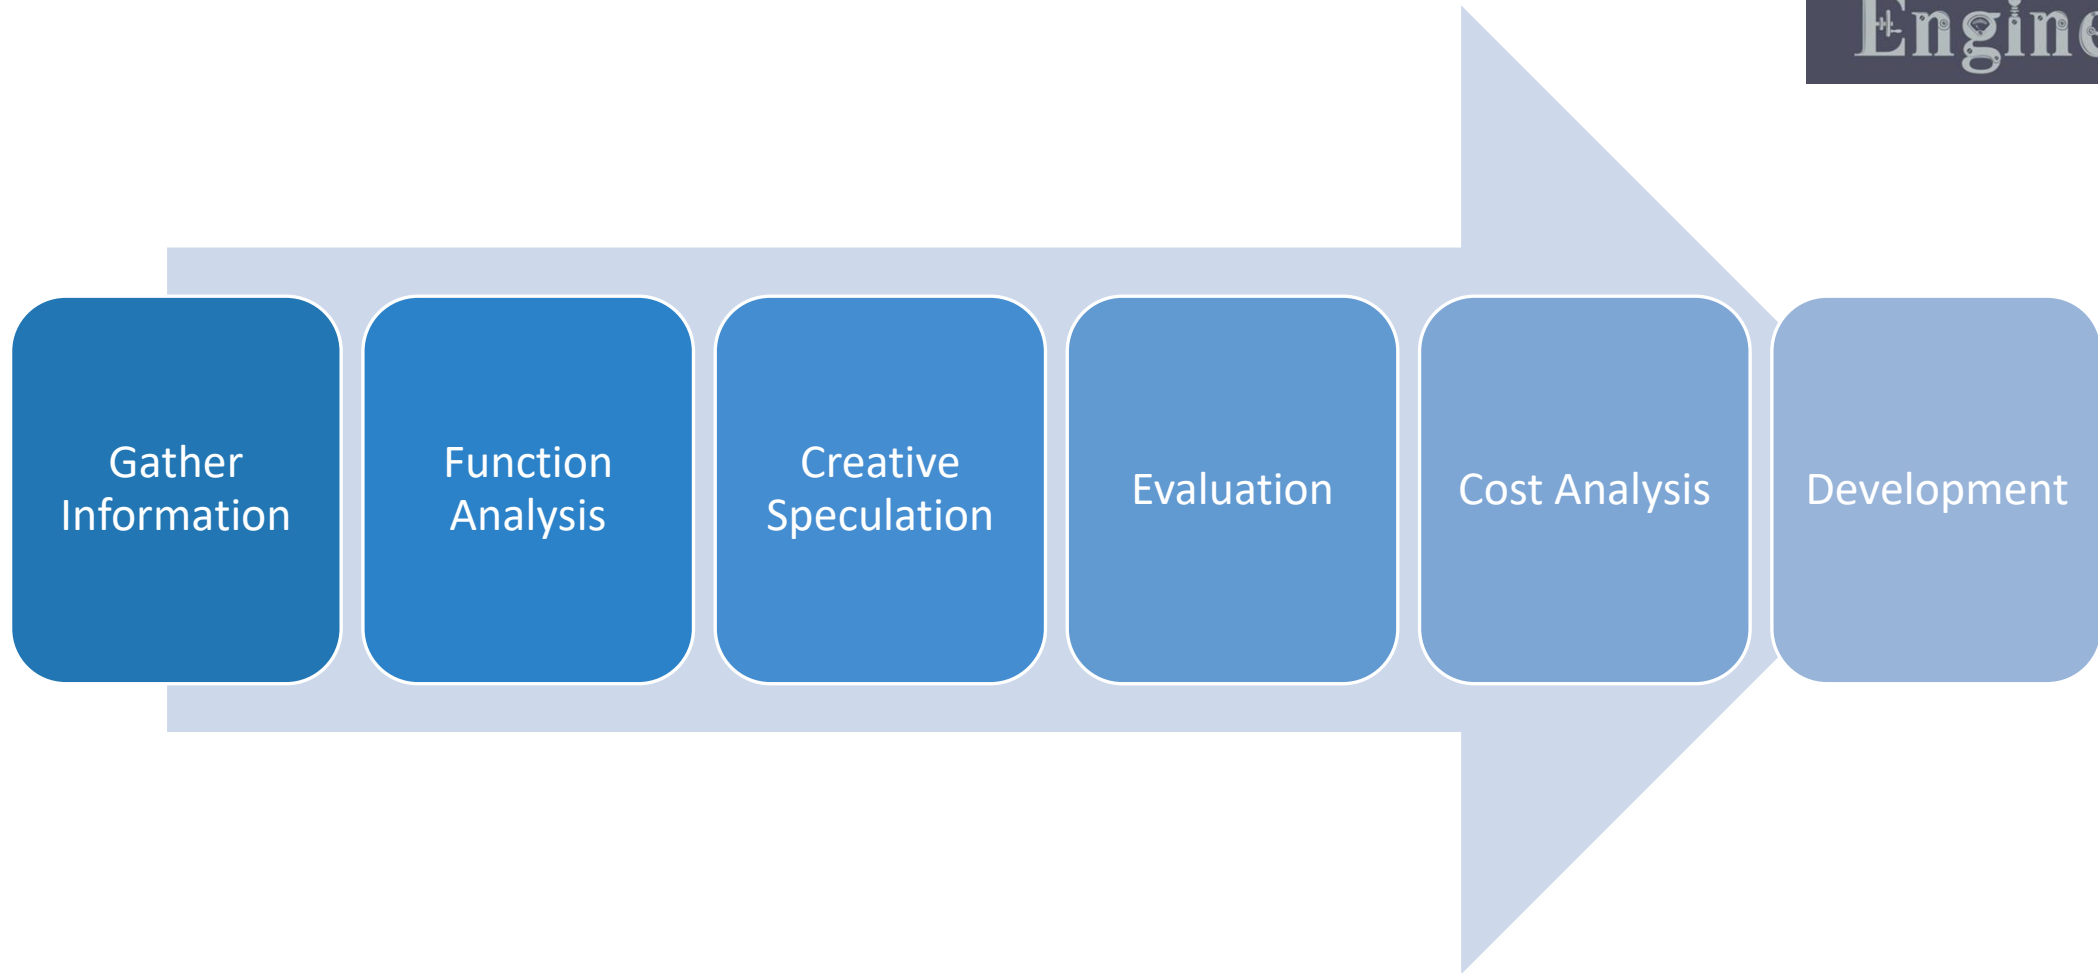 Engine
Gather
Information
Function
Analysis
Creative
Speculation
Evaluation
Cost Analysis
Development